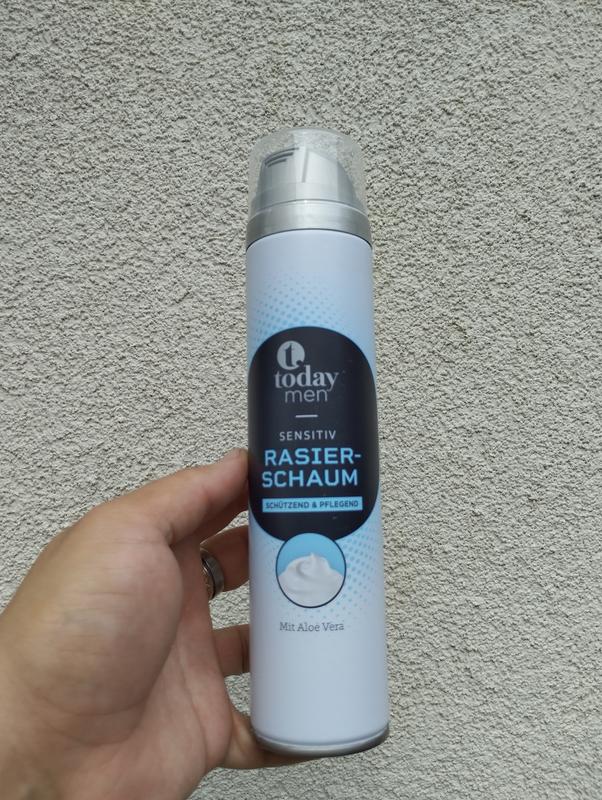 t
today
men
SENSITIV
RASIER-
SCHAUM
SCHÜTZEND & PFLEGEND
Mit Aloe Vera